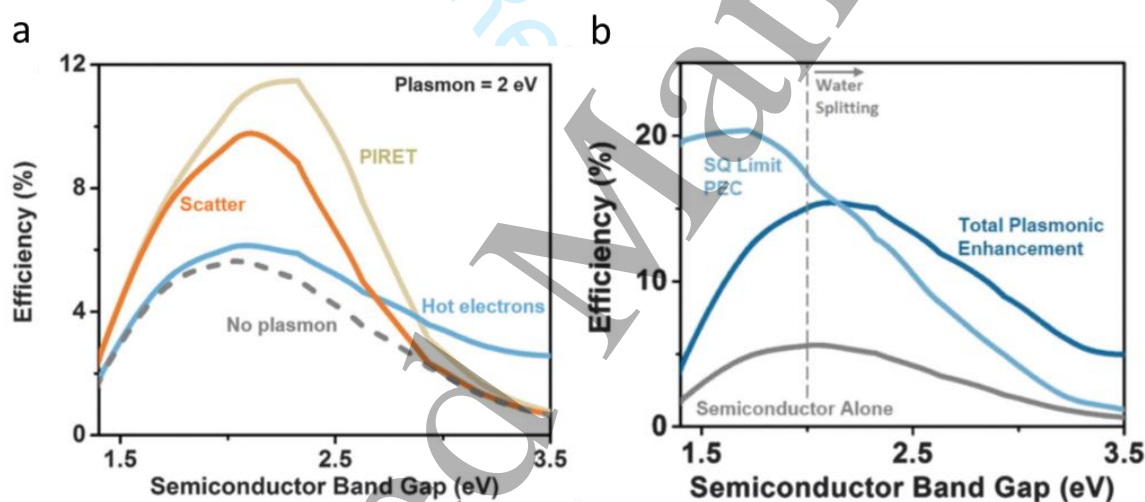 a
12
8
4
0
Efficiency (%)
Plasmon = 2 eV
PIRET
Scatter
Hot electrons
No plasmon
1.5
2.5
3.5
Semiconductor Band Gap (eV)
b
20
10
0
Efficiency (%)
Water
Splitting
SQ Limit
PEC
Total Plasmonic
Enhancement
Semiconductor Alone
1.5
2.5
3.5
Semiconductor Band Gap (eV)